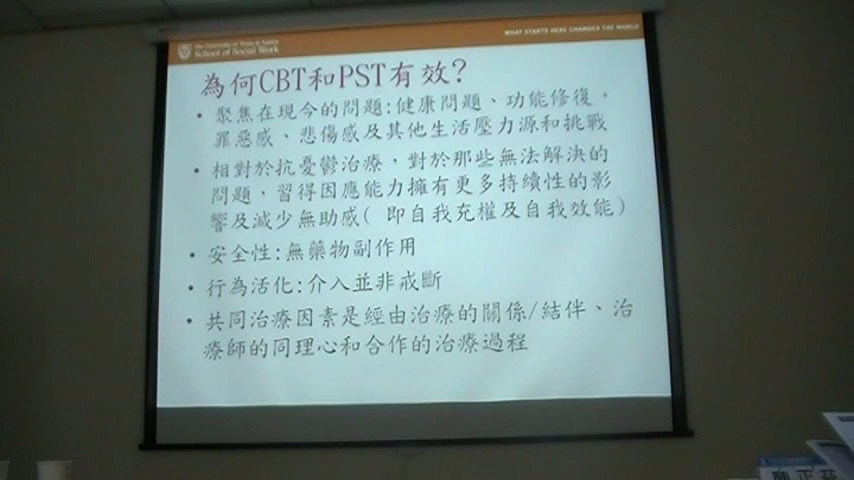 The University of Texas at Austin
School of Social Work
WHAT STARTS HERE CHANGES THE WORLD
為何CBT和PST有效?
• 聚焦在現今的問題:健康問題、功能修復，
罪惡感、悲傷感及其他生活壓力源和挑戰
• 相對於抗憂鬱治療，對於那些無法解決的
問題，習得因應能力擁有更多持續性的影
響及減少無助感( 即自我充權及自我效能)
• 安全性:無藥物副作用
• 行為活化:介入並非戒斷
• 共同治療因素是經由治療的關係/結伴、治
療師的同理心和合作的治療過程
陳正芬